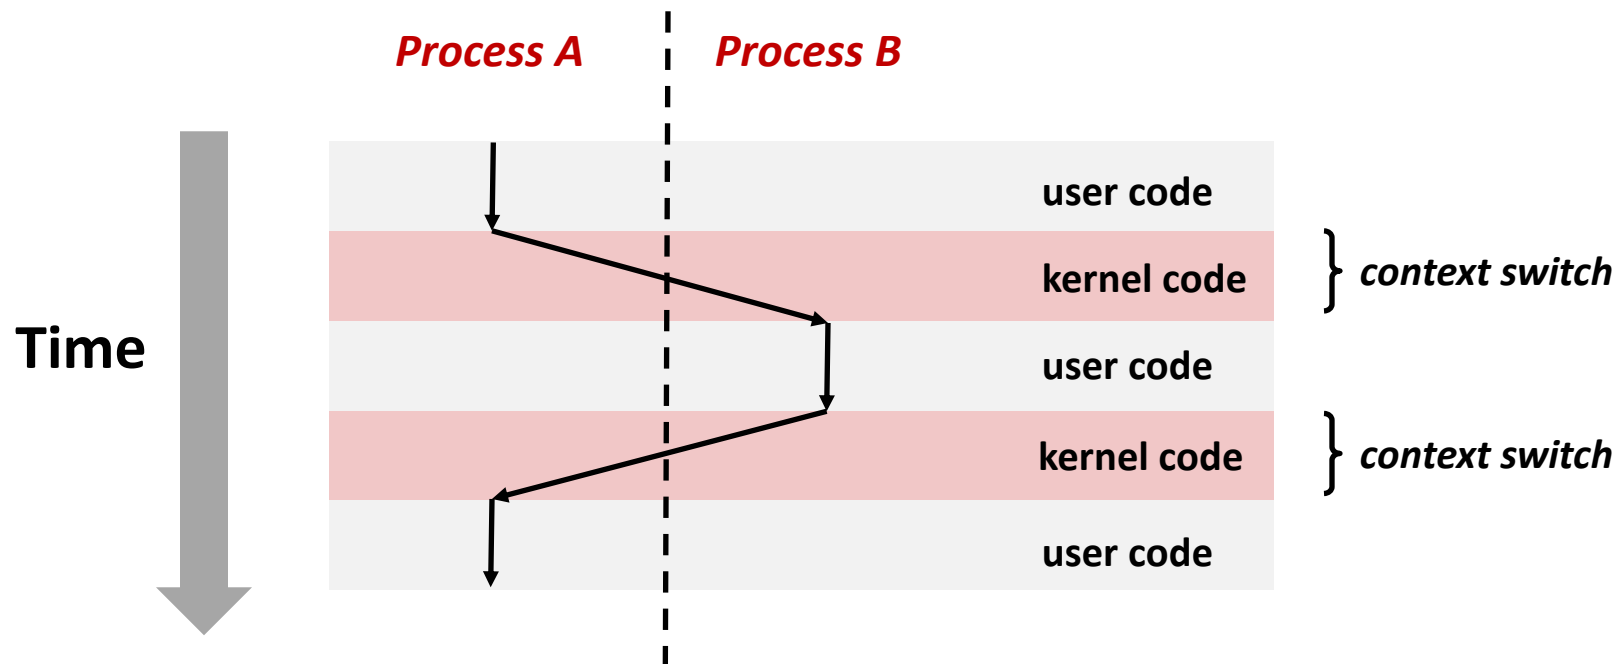 Process A
Process B
user code
kernel code
context switch
Time
user code
kernel code
context switch
user code